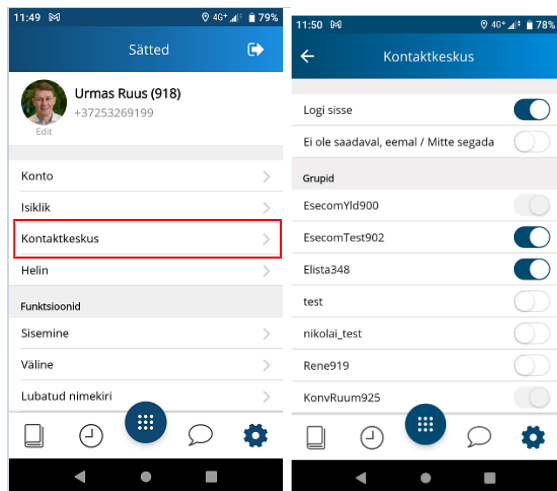 11:49
4G+
79%
Sätted
Urmas Ruus (918)
+37253269199
Edit
Konto
Isiklik
Kontaktkeskus
Helin
Funktsioonid
Sisemine
Väline
Lubatud nimekiri
11:50
4G+
78%
Kontaktkeskus
Logi sisse
Ei ole saadaval, eemal / Mitte segada
Grupid
EsecomYld900
EsecomTest902
Elista348
test
nikolai_test
Rene919
KonvRuum925